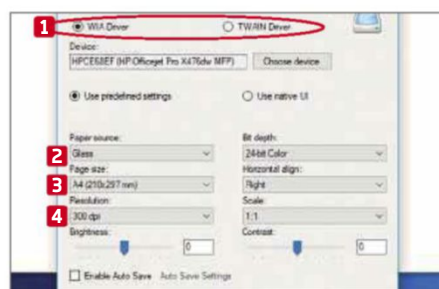 1 WIA Driver TWAIN Driver
Device:
HPCE68EF (HP Officejet Pro X476dw MFP) Choose device
Use predefined settings Use native UI
Paper source: Bit depth:
2 Glass 24-bit Color
Page size: Horizontal align:
3 A4 (210x297 mm) Right
Resolution: Scale:
4 300 dpi 1:1
Brightness: Contrast:
0 0
Enable Auto Save Auto Save Settings